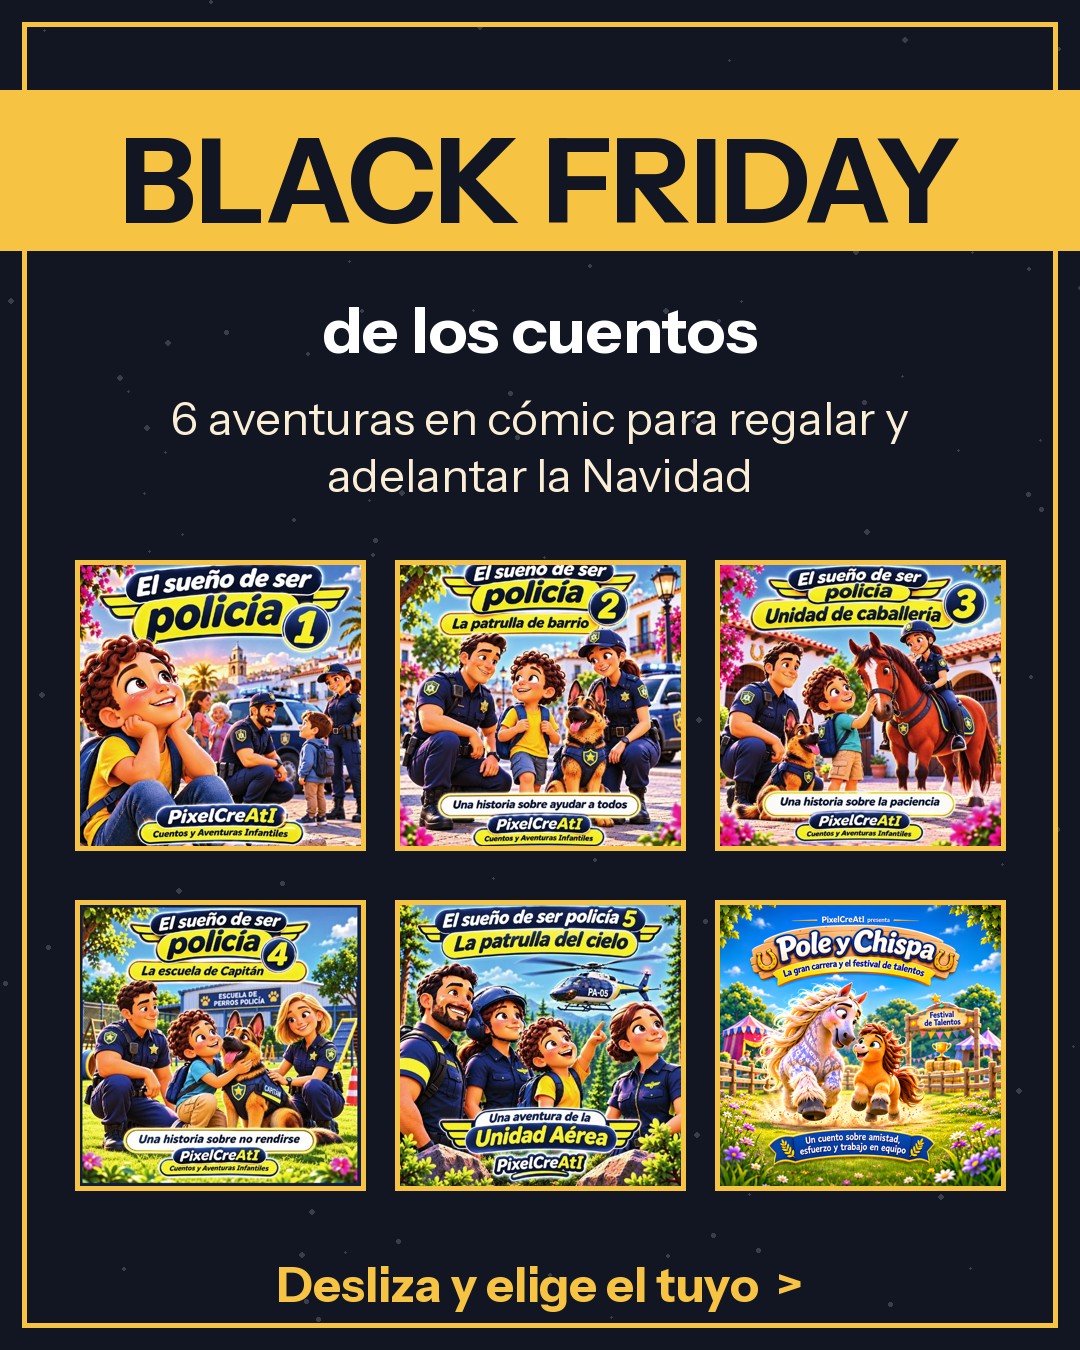 BLACK FRIDAY
de los cuentos
6 aventuras en cómic para regalar y
adelantar la Navidad
El sueño de ser
policía 1
PixelCreAtI
Cuentos y Aventuras Infantiles
El sueño de ser
policía 2
La patrulla de barrio
Una historia sobre ayudar a todos
PixelCreAtI
Cuentos y Aventuras Infantiles
El sueño de ser
policía
Unidad de caballería 3
Una historia sobre la paciencia
PixelCreAtI
Cuentos y Aventuras Infantiles
El sueño de ser
policía 4
La escuela de Capitán
ESCUELA DE
PERROS POLICÍA
CAPITÁN
Una historia sobre no rendirse
PixelCreAtI
Cuentos y Aventuras Infantiles
El sueño de ser policía 5
La patrulla del cielo
PA-05
Una aventura de la
Unidad Aérea
PixelCreAtI
PixelCreAtI presenta
Pole y Chispa
La gran carrera y el festival de talentos
Festival
de Talentos
Un cuento sobre amistad,
esfuerzo y trabajo en equipo
Desliza y elige el tuyo >